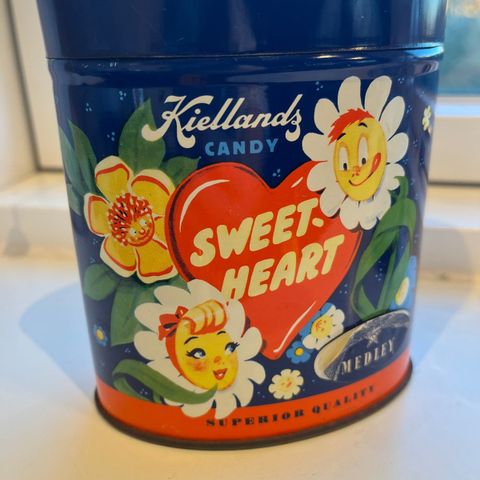 Kiellands
CANDY
SWEET-
HEART
MEDLEY
SUPERIOR QUALITY